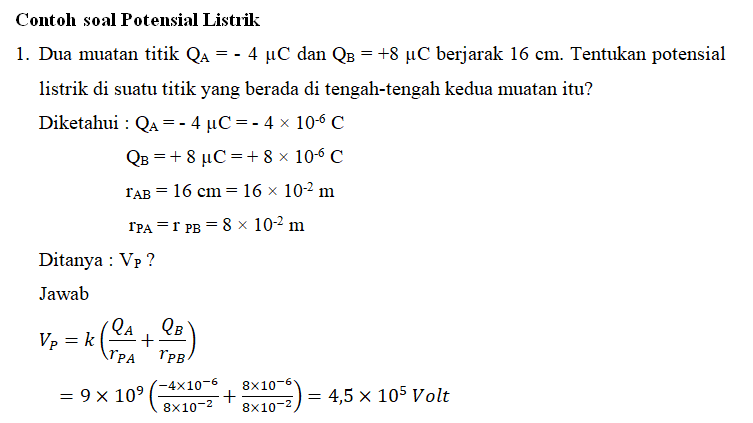 Contoh soal Potensial Listrik
1. Dua muatan titik Q_A = - 4 µC dan Q_B = +8 µC berjarak 16 cm. Tentukan potensial
listrik di suatu titik yang berada di tengah-tengah kedua muatan itu?
Diketahui : Q_A = - 4 µC = - 4 × 10^-6 C
Q_B = + 8 µC = + 8 × 10^-6 C
r_AB = 16 cm = 16 × 10^-2 m
r_PA = r_PB = 8 × 10^-2 m
Ditanya : V_P ?
Jawab
V_P = k (Q_A/r_PA + Q_B/r_PB)
= 9 × 10^9 (−4×10^-6/8×10^-2 + 8×10^-6/8×10^-2) = 4,5 × 10^5 Volt